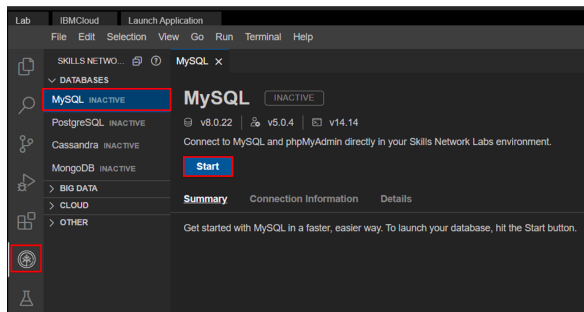 Lab IBMCloud Launch Application
File Edit Selection View Go Run Terminal Help
SKILLS NETWO...
DATABASES
MySQL INACTIVE
PostgreSQL INACTIVE
Cassandra INACTIVE
MongoDB INACTIVE
BIG DATA
CLOUD
OTHER
MySQL
MySQL INACTIVE
v8.0.22 v5.0.4 v14.14
Connect to MySQL and phpMyAdmin directly in your Skills Network Labs environment.
Start
Summary Connection Information Details
Get started with MySQL in a faster, easier way. To launch your database, hit the Start button.